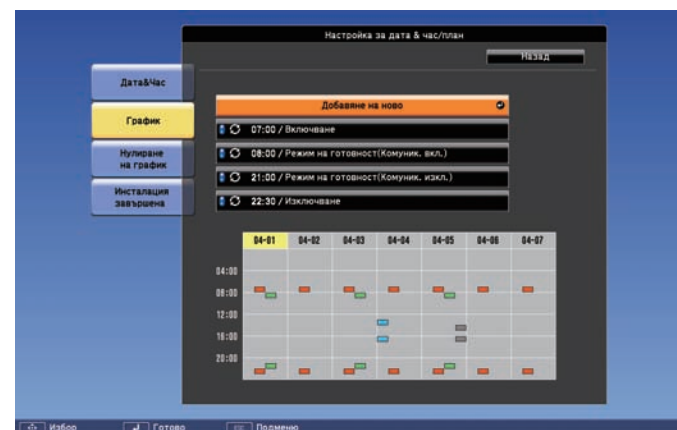 Настройка за дата & час/план
Назад
Дата&Час
График
Нулиране
на график
Инсталация
завършена
Добавяне на ново
07:00 / Включване
08:00 / Режим на готовност(Комуник. вкл.)
21:00 / Режим на готовност(Комуник. изкл.)
22:30 / Изключване
04-01 04-02 04-03 04-04 04-05 04-06 04-07
04:00
08:00
12:00
16:00
20:00
Избор Готово Подменю